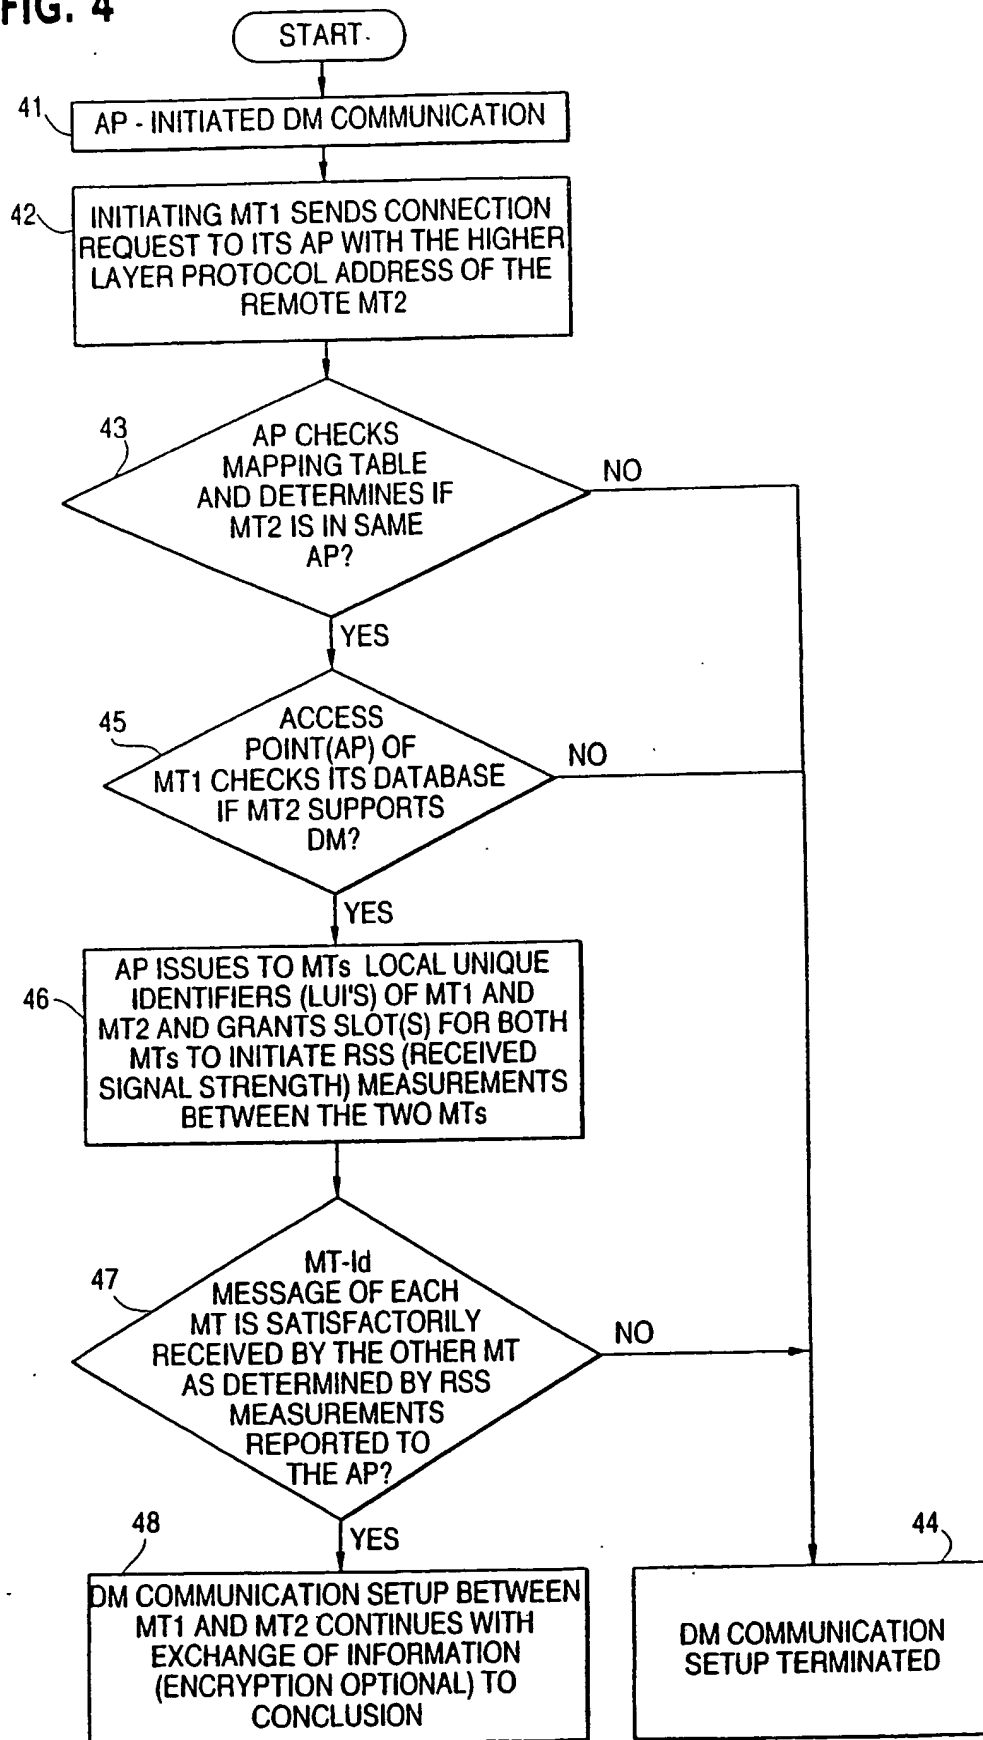 FIG. 4
START
41
AP - INITIATED DM COMMUNICATION
42
INITIATING MT1 SENDS CONNECTION
REQUEST TO ITS AP WITH THE HIGHER
LAYER PROTOCOL ADDRESS OF THE
REMOTE MT2
43
AP CHECKS
MAPPING TABLE
AND DETERMINES IF
MT2 IS IN SAME
AP?
NO
YES
45
ACCESS
POINT(AP) OF
MT1 CHECKS ITS DATABASE
IF MT2 SUPPORTS
DM?
NO
YES
46
AP ISSUES TO MTs LOCAL UNIQUE
IDENTIFIERS (LUI'S) OF MT1 AND
MT2 AND GRANTS SLOT(S) FOR BOTH
MTs TO INITIATE RSS (RECEIVED
SIGNAL STRENGTH) MEASUREMENTS
BETWEEN THE TWO MTs
47
MT-Id
MESSAGE OF EACH
MT IS SATISFACTORILY
RECEIVED BY THE OTHER MT
AS DETERMINED BY RSS
MEASUREMENTS
REPORTED TO
THE AP?
NO
YES
48
DM COMMUNICATION SETUP BETWEEN
MT1 AND MT2 CONTINUES WITH
EXCHANGE OF INFORMATION
(ENCRYPTION OPTIONAL) TO
CONCLUSION
44
DM COMMUNICATION
SETUP TERMINATED